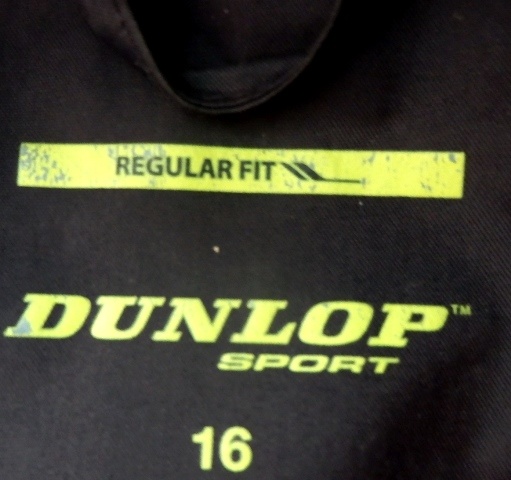 REGULAR FIT
DUNLOP™
SPORT
16